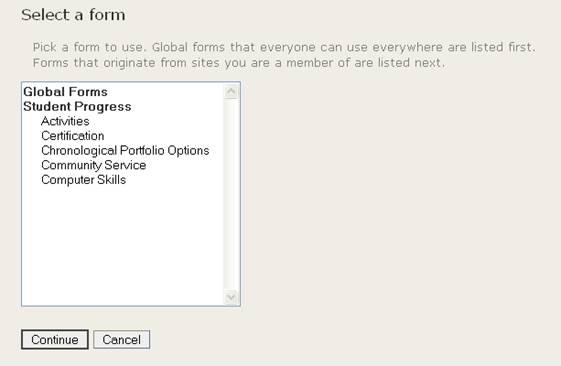 Select a form
Pick a form to use. Global forms that everyone can use everywhere are listed first.
Forms that originate from sites you are a member of are listed next.
Global Forms
Student Progress
Activities
Certification
Chronological Portfolio Options
Community Service
Computer Skills
Continue Cancel